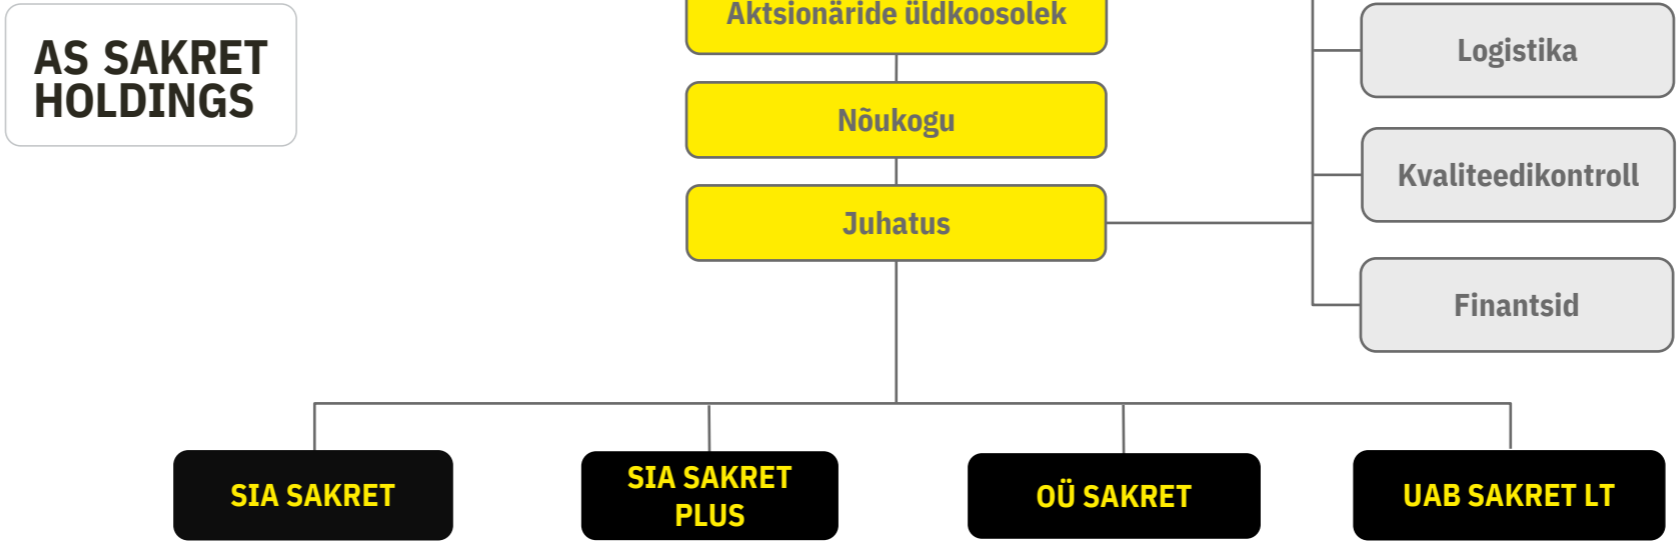 AS SAKRET
HOLDINGS
Aktsionäride üldkoosolek
Nõukogu
Juhatus
Logistika
Kvaliteedikontroll
Finantsid
SIA SAKRET
SIA SAKRET
PLUS
OÜ SAKRET
UAB SAKRET LT